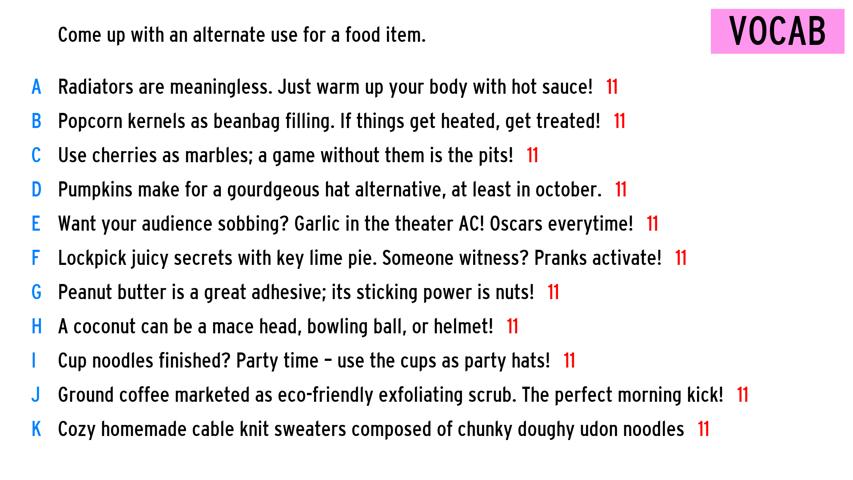 Come up with an alternate use for a food item.
VOCAB
A Radiators are meaningless. Just warm up your body with hot sauce! 11
B Popcorn kernels as beanbag filling. If things get heated, get treated! 11
C Use cherries as marbles; a game without them is the pits! 11
D Pumpkins make for a gourdgeous hat alternative, at least in october. 11
E Want your audience sobbing? Garlic in the theater AC! Oscars everytime! 11
F Lockpick juicy secrets with key lime pie. Someone witness? Pranks activate! 11
G Peanut butter is a great adhesive; its sticking power is nuts! 11
H A coconut can be a mace head, bowling ball, or helmet! 11
I Cup noodles finished? Party time – use the cups as party hats! 11
J Ground coffee marketed as eco-friendly exfoliating scrub. The perfect morning kick! 11
K Cozy homemade cable knit sweaters composed of chunky doughy udon noodles 11